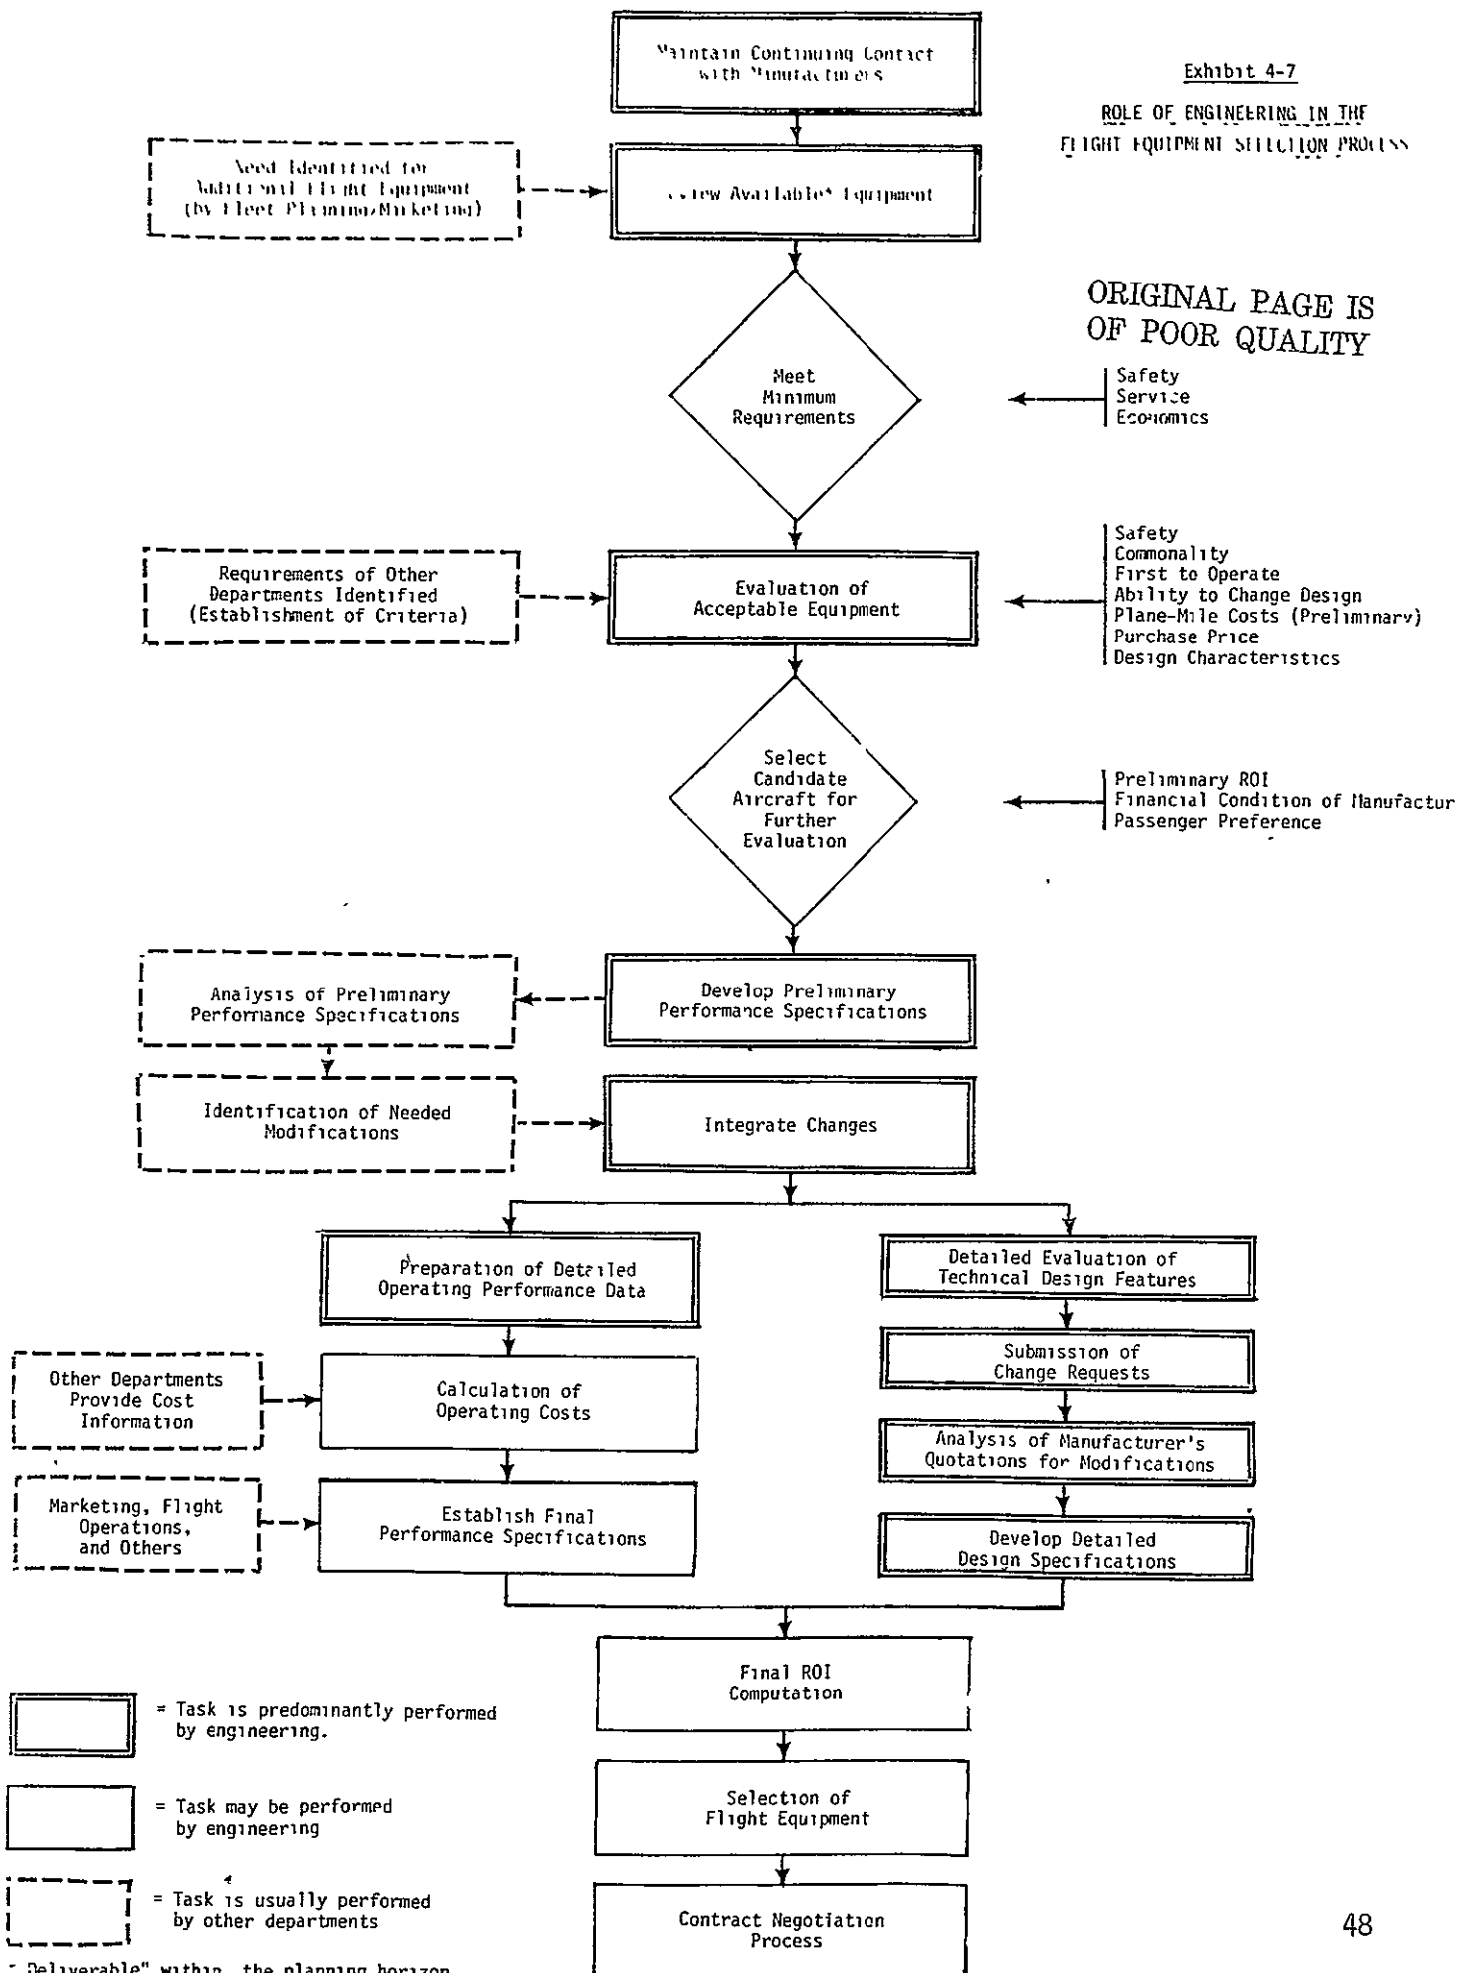 Maintain Continuing Contact
with Manufacturers
Exhibit 4-7
ROLE OF ENGINEERING IN THE
FLIGHT EQUIPMENT SELECTION PROCESS
Need Identified for
Additional Flight Equipment
(by Fleet Planning/Marketing)
Available* Equipment
ORIGINAL PAGE IS
OF POOR QUALITY
Meet
Minimum
Requirements
Safety
Service
Economics
Requirements of Other
Departments Identified
(Establishment of Criteria)
Evaluation of
Acceptable Equipment
Safety
Commonality
First to Operate
Ability to Change Design
Plane-Mile Costs (Preliminary)
Purchase Price
Design Characteristics
Select
Candidate
Aircraft for
Further
Evaluation
Preliminary ROI
Financial Condition of Manufactur
Passenger Preference
Analysis of Preliminary
Performance Specifications
Develop Preliminary
Performance Specifications
Identification of Needed
Modifications
Integrate Changes
Preparation of Detailed
Operating Performance Data
Detailed Evaluation of
Technical Design Features
Submission of
Change Requests
Other Departments
Provide Cost
Information
Calculation of
Operating Costs
Analysis of Manufacturer's
Quotations for Modifications
Marketing, Flight
Operations,
and Others
Establish Final
Performance Specifications
Develop Detailed
Design Specifications
Final ROI
Computation
= Task is predominantly performed
by engineering.
Selection of
Flight Equipment
= Task may be performed
by engineering
= Task is usually performed
by other departments
Contract Negotiation
Process
48
Deliverable" within the planning horizon